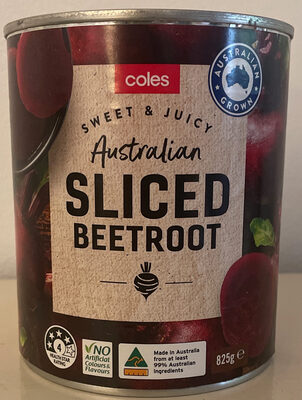 coles
AUSTRALIAN
GROWN
SWEET & JUICY
Australian
SLICED
BEETROOT
4
HEALTH STAR
RATING
NO
Artificial
Colours &
Flavours
Made in Australia
from at least
99% Australian
ingredients
825g e